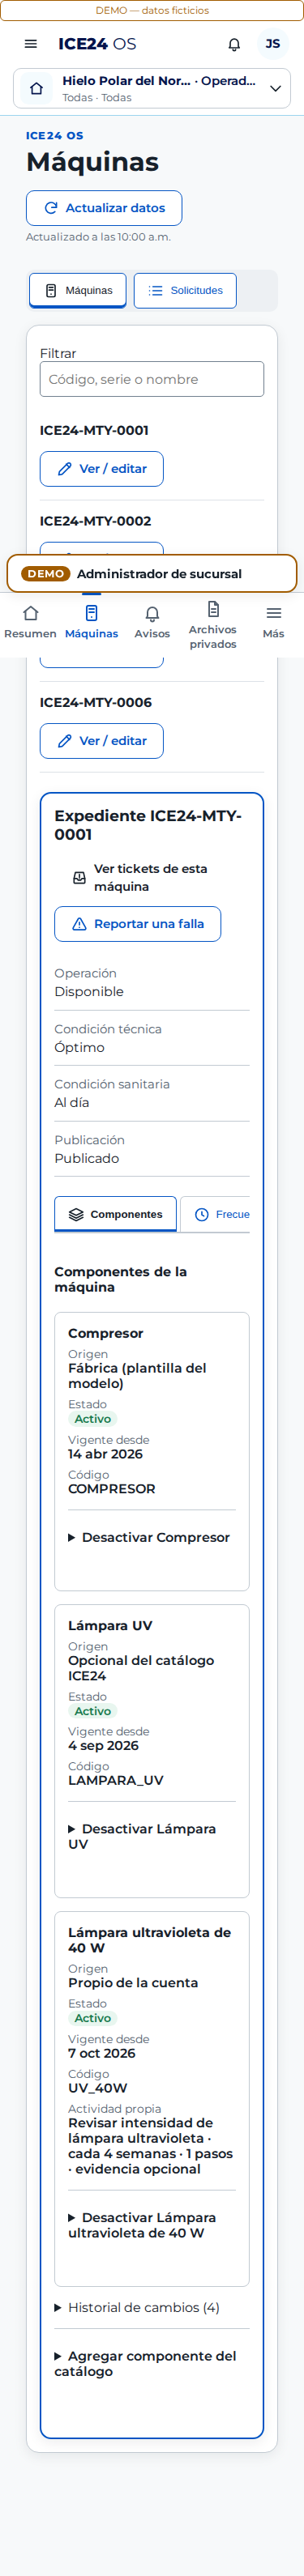 DEMO — datos ficticios
ICE24 OS
JS
Hielo Polar del Nor... · Operad...
Todas · Todas
ICE24 OS
Máquinas
Actualizar datos
Actualizado a las 10:00 a.m.
Máquinas
Solicitudes
Filtrar
Código, serie o nombre
ICE24-MTY-0001
Ver / editar
ICE24-MTY-0002
DEMO Administrador de sucursal
Resumen
Máquinas
Avisos
Archivos
privados
Más
ICE24-MTY-0006
Ver / editar
Expediente ICE24-MTY-
0001
Ver tickets de esta
máquina
Reportar una falla
Operación
Disponible
Condición técnica
Óptimo
Condición sanitaria
Al día
Publicación
Publicado
Componentes
Frecue
Componentes de la
máquina
Compresor
Origen
Fábrica (plantilla del
modelo)
Estado
Activo
Vigente desde
14 abr 2026
Código
COMPRESOR
Desactivar Compresor
Lámpara UV
Origen
Opcional del catálogo
ICE24
Estado
Activo
Vigente desde
4 sep 2026
Código
LAMPARA_UV
Desactivar Lámpara
UV
Lámpara ultravioleta de
40 W
Origen
Propio de la cuenta
Estado
Activo
Vigente desde
7 oct 2026
Código
UV_40W
Actividad propia
Revisar intensidad de
lámpara ultravioleta ·
cada 4 semanas · 1 pasos
· evidencia opcional
Desactivar Lámpara
ultravioleta de 40 W
Historial de cambios (4)
Agregar componente del
catálogo